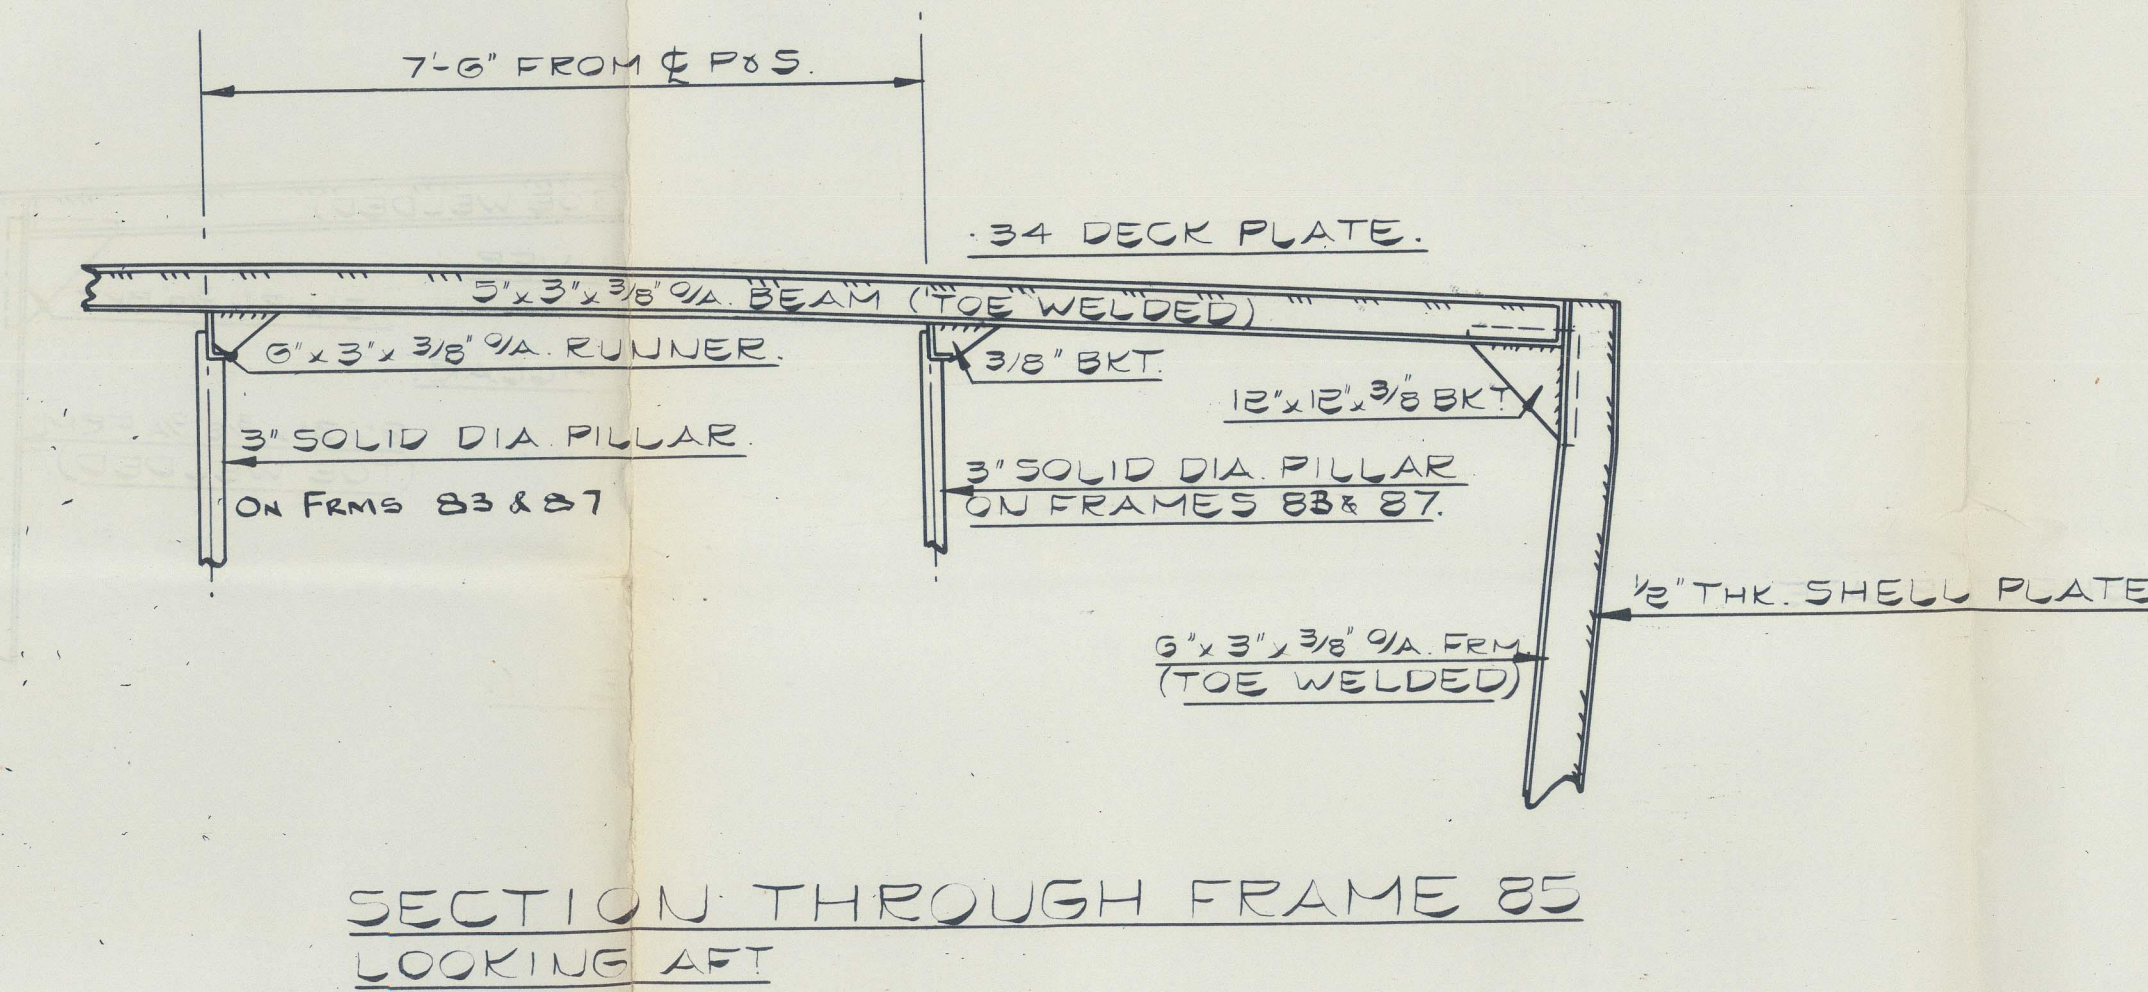 7'-6" FROM ℄ P&S.
.34 DECK PLATE.
5"x3"x3/8" O/A. BEAM (TOE WELDED)
6"x3"x3/8" O/A. RUNNER.
3/8" BKT.
12"x12"x3/8 BKT.
3" SOLID DIA. PILLAR.
ON FRMS 83 & 87
3" SOLID DIA. PILLAR
ON FRAMES 83 & 87.
1/2" THK. SHELL PLATE
6"x3"x3/8" O/A. FRM.
(TOE WELDED)
SECTION THROUGH FRAME 85
LOOKING AFT